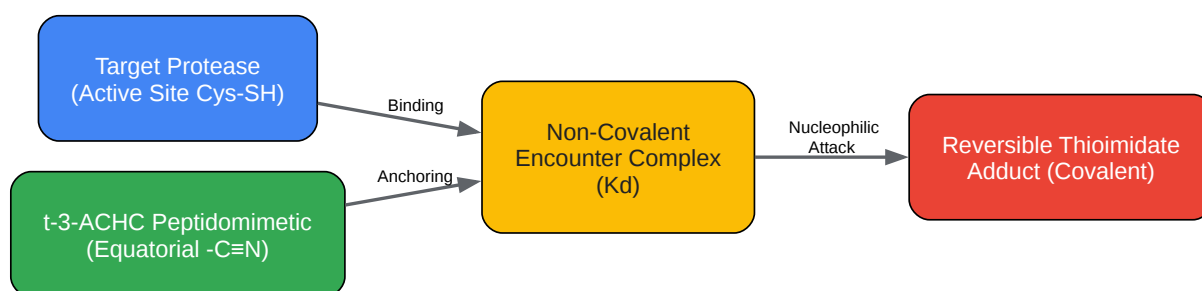 Target Protease
(Active Site Cys-SH)
Binding
t-3-ACHC Peptidomimetic
(Equatorial -C≡N)
Anchoring
Non-Covalent
Encounter Complex
(Kd)
Nucleophilic
Attack
Reversible Thioimidate
Adduct (Covalent)